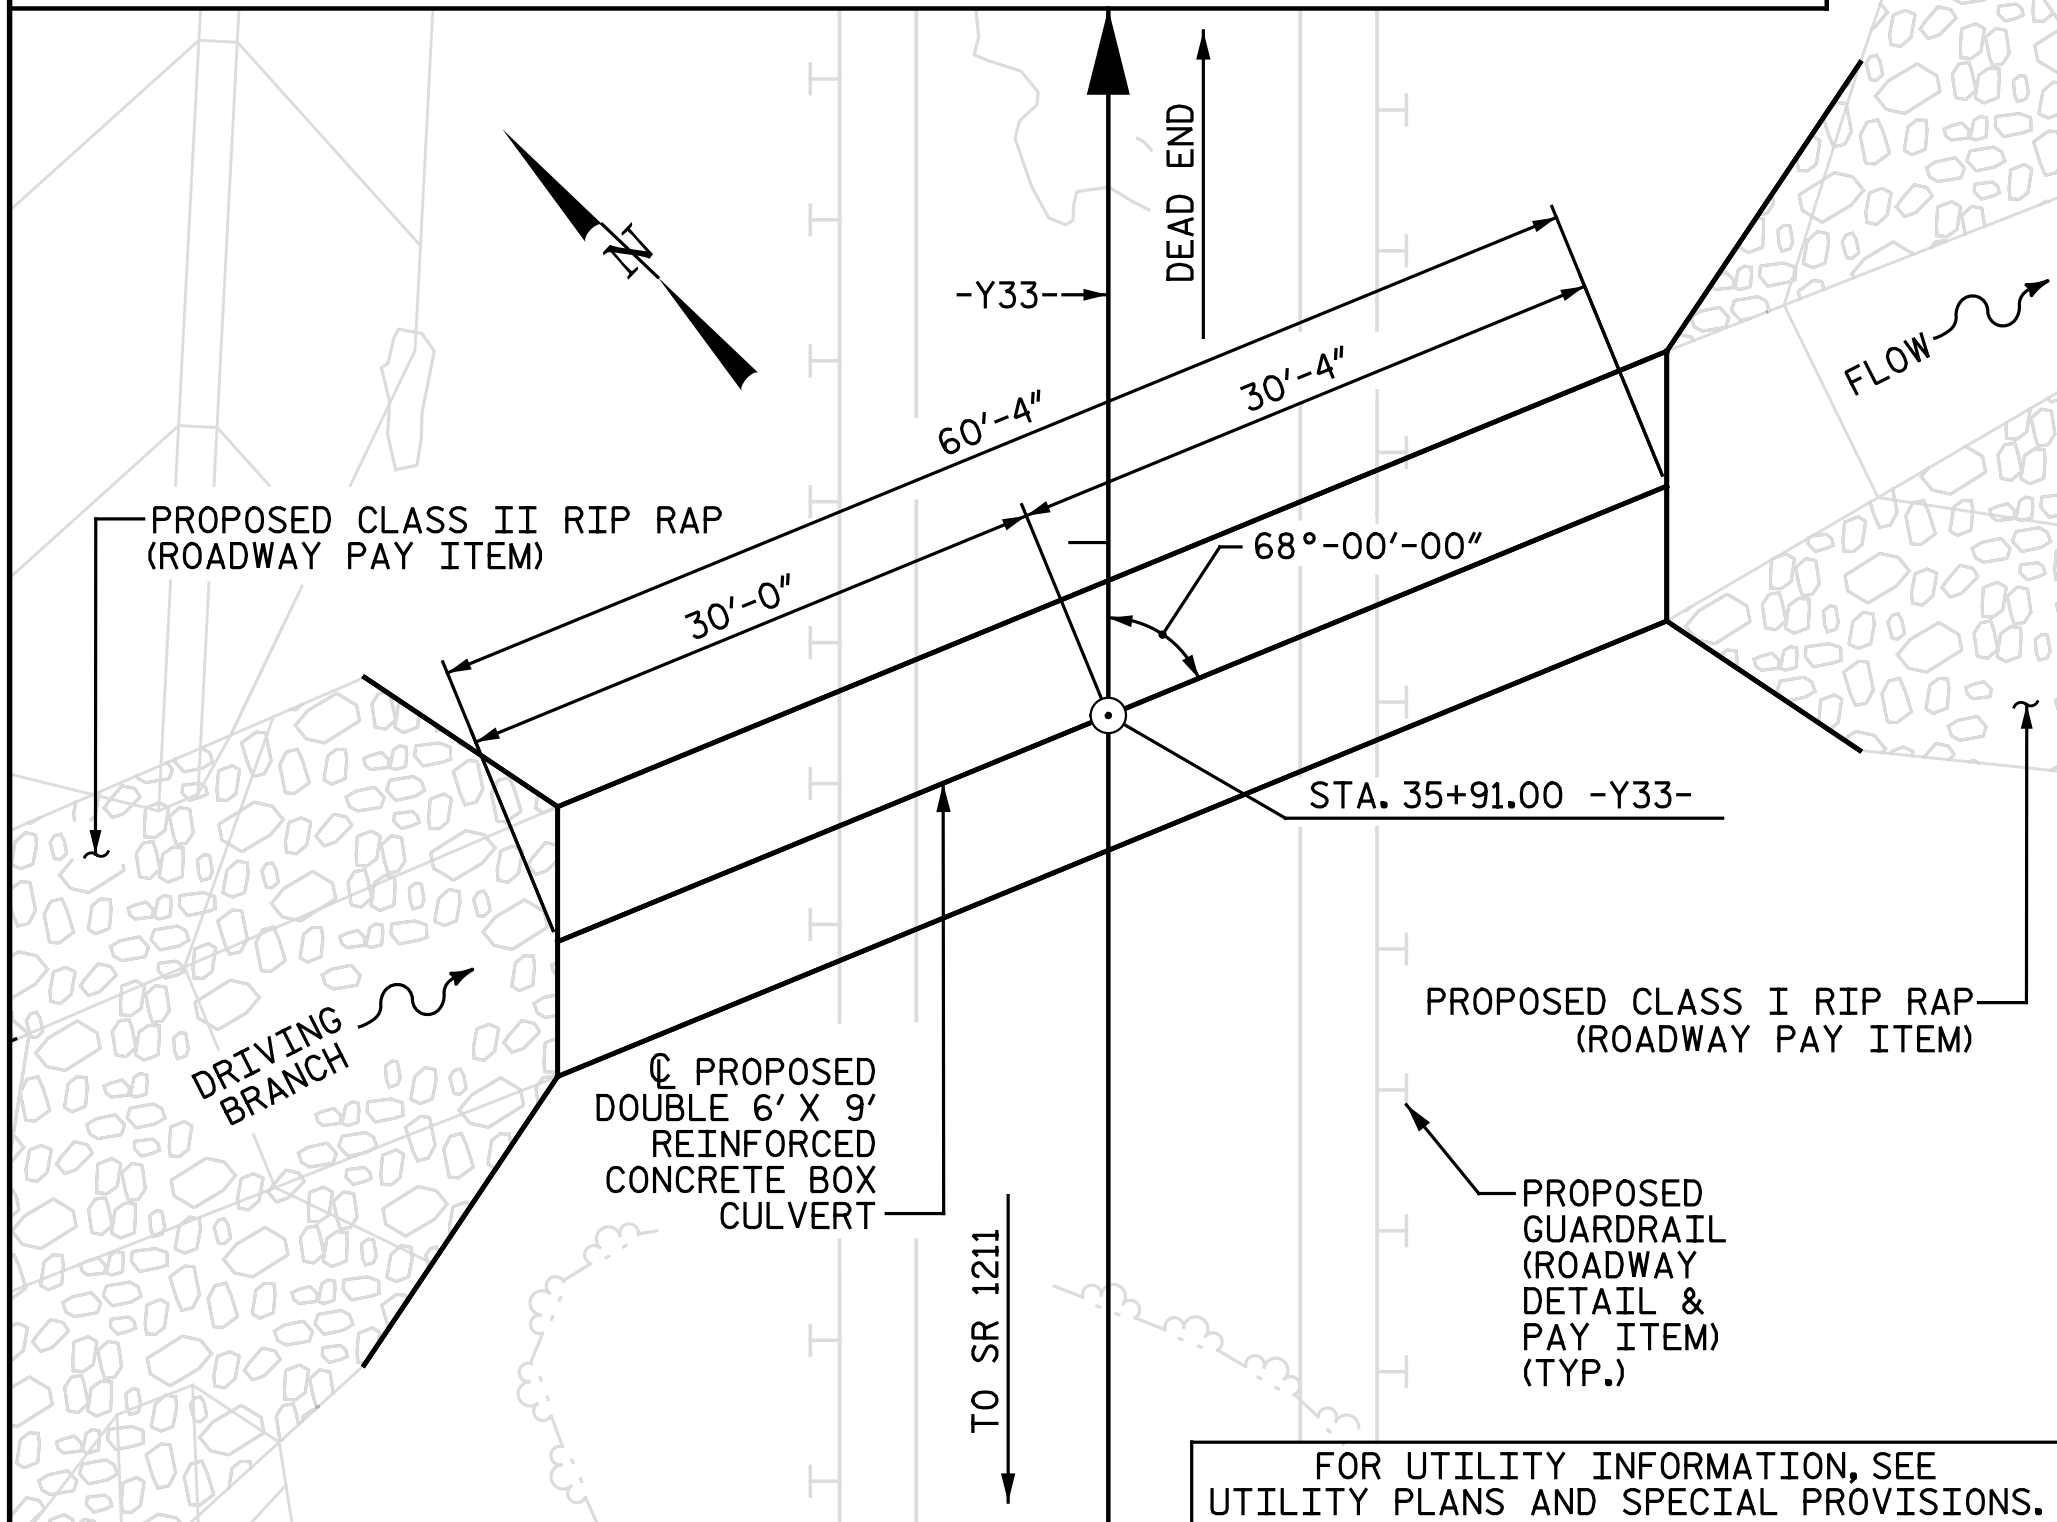 DEAD END
N
-Y33-
FLOW
60'-4"
30'-4"
PROPOSED CLASS II RIP RAP
(ROADWAY PAY ITEM)
68°-00'-00"
30'-0"
STA. 35+91.00 -Y33-
PROPOSED CLASS I RIP RAP
(ROADWAY PAY ITEM)
DRIVING
BRANCH
℄ PROPOSED
DOUBLE 6' X 9'
REINFORCED
CONCRETE BOX
CULVERT
PROPOSED
GUARDRAIL
(ROADWAY
DETAIL &
PAY ITEM)
(TYP.)
TO SR 1211
FOR UTILITY INFORMATION, SEE
UTILITY PLANS AND SPECIAL PROVISIONS.